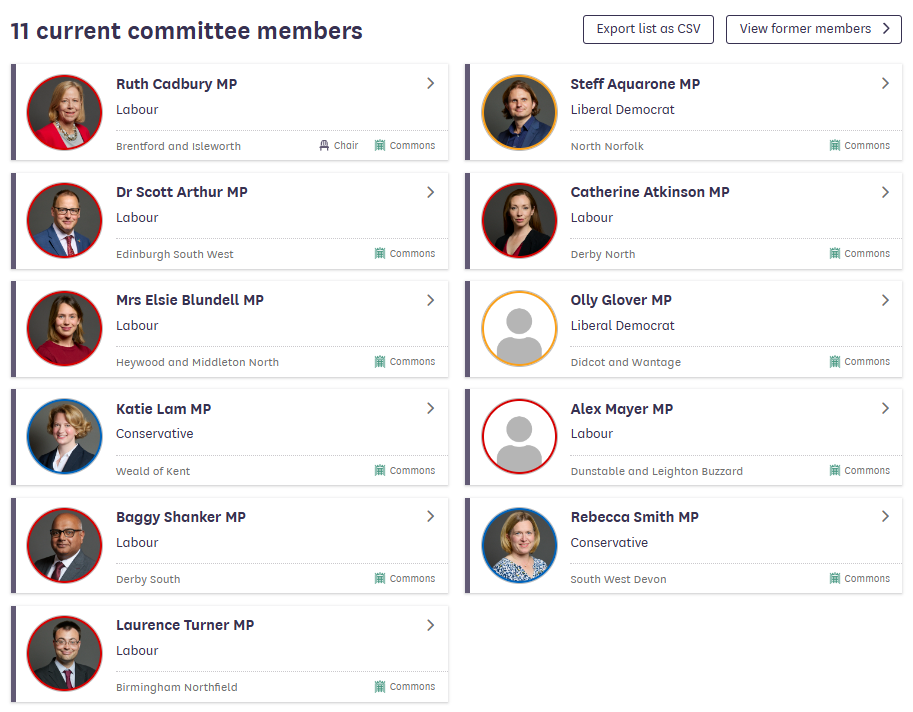 11 current committee members
Export list as CSV
View former members
Ruth Cadbury MP
Labour
Brentford and Isleworth
Chair
Commons
Steff Aquarone MP
Liberal Democrat
North Norfolk
Commons
Dr Scott Arthur MP
Labour
Edinburgh South West
Commons
Catherine Atkinson MP
Labour
Derby North
Commons
Mrs Elsie Blundell MP
Labour
Heywood and Middleton North
Commons
Olly Glover MP
Liberal Democrat
Didcot and Wantage
Commons
Katie Lam MP
Conservative
Weald of Kent
Commons
Alex Mayer MP
Labour
Dunstable and Leighton Buzzard
Commons
Baggy Shanker MP
Labour
Derby South
Commons
Rebecca Smith MP
Conservative
South West Devon
Commons
Laurence Turner MP
Labour
Birmingham Northfield
Commons